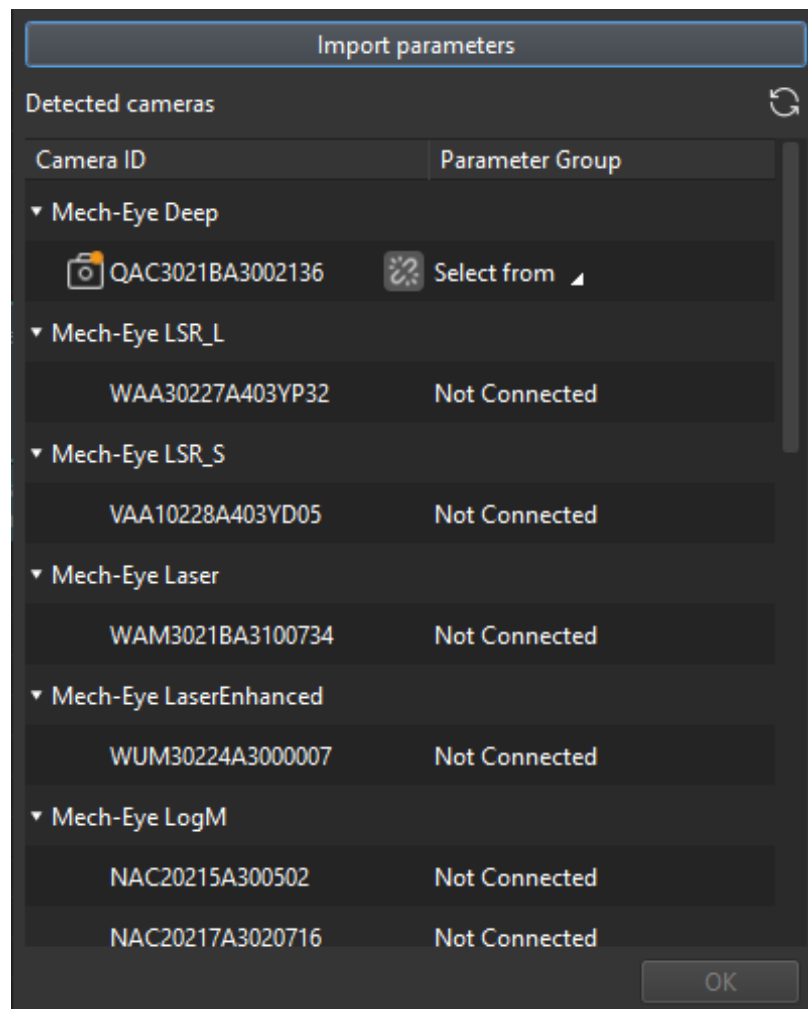 Import parameters
Detected cameras
Camera ID Parameter Group
Mech-Eye Deep
QAC3021BA3002136 Select from
Mech-Eye LSR_L
WAA30227A403YP32 Not Connected
Mech-Eye LSR_S
VAA10228A403YD05 Not Connected
Mech-Eye Laser
WAM3021BA3100734 Not Connected
Mech-Eye LaserEnhanced
WUM30224A3000007 Not Connected
Mech-Eye LogM
NAC20215A300502 Not Connected
NAC20217A3020716 Not Connected
OK